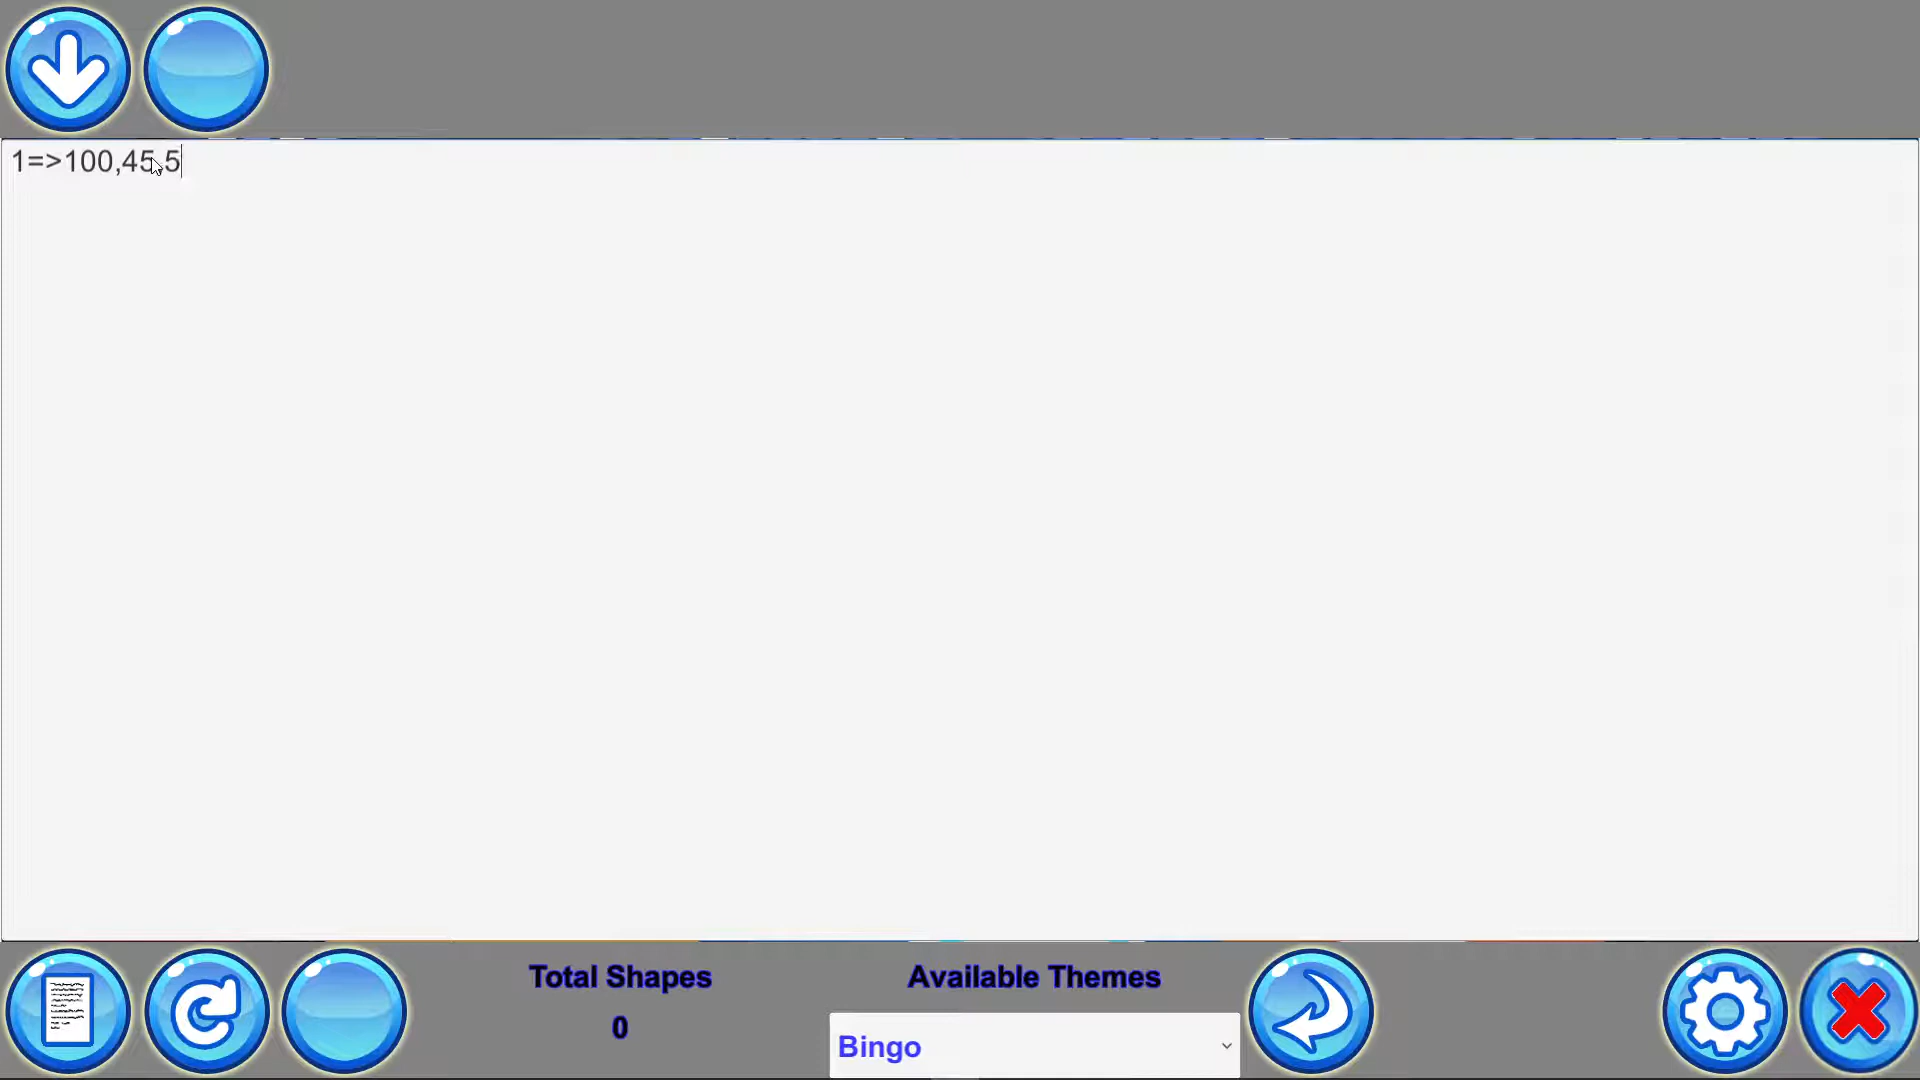 1=>100,45,5
Total Shapes
0
Available Themes
Bingo